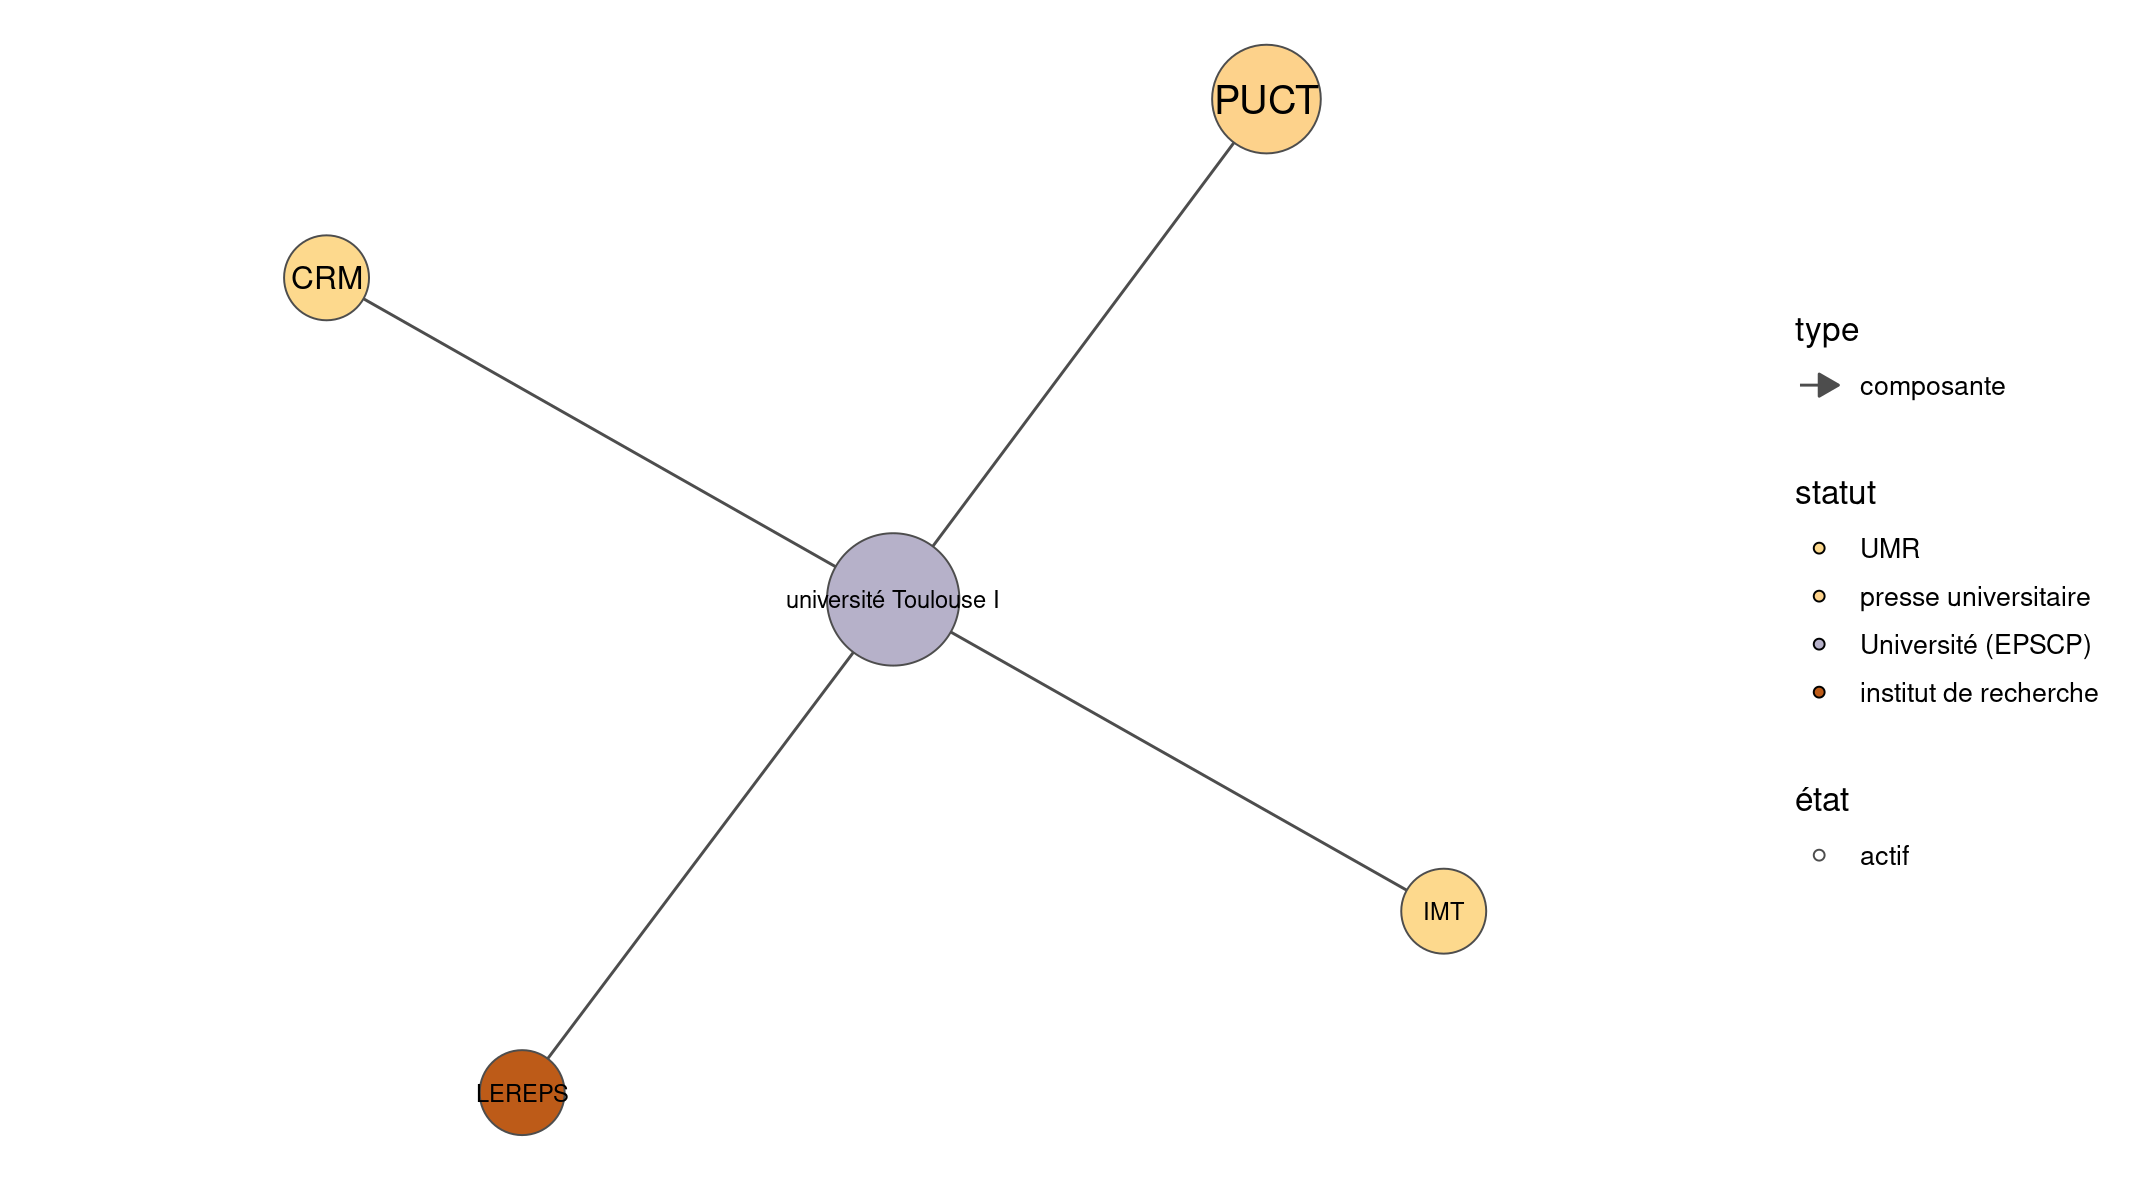 PUCT
CRM
université Toulouse I
IMT
LEREPS
type
composante
statut
UMR
presse universitaire
Université (EPSCP)
institut de recherche
état
actif